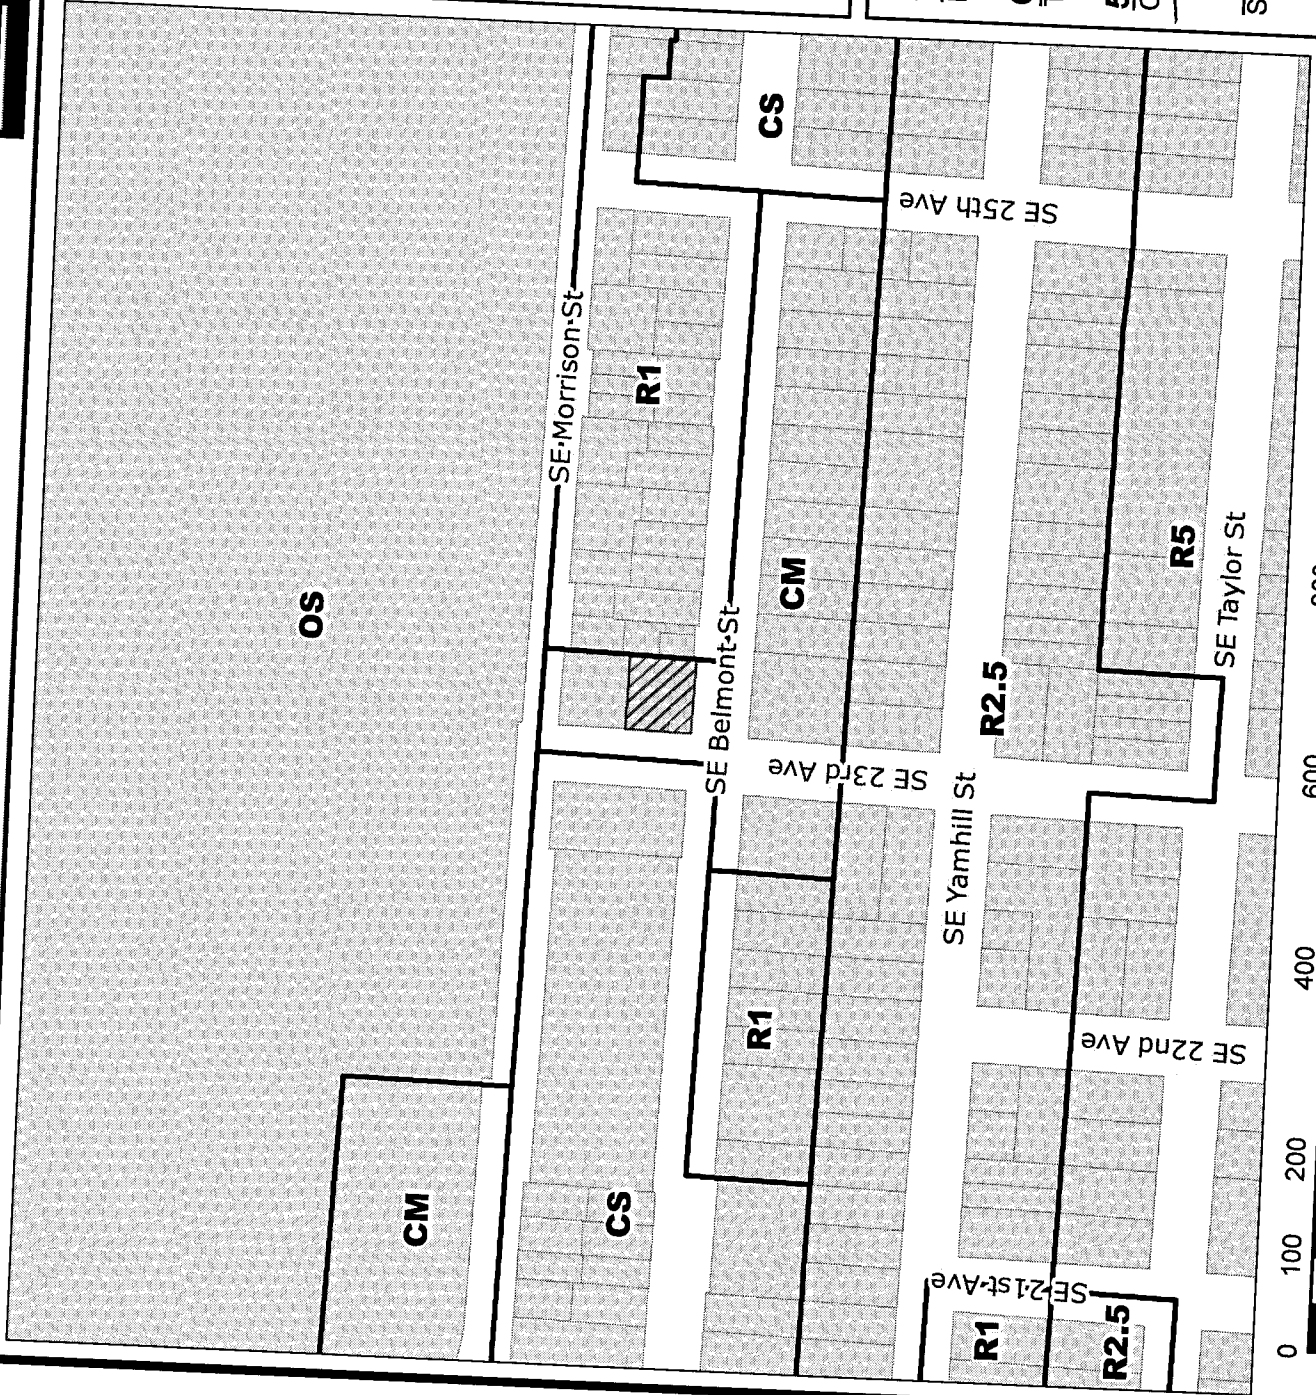 OS
CM
CS
R1
CM
R1
CS
R2.5
R5
R1
R2.5
SE Morrison St
SE Belmont St
SE Yamhill St
SE Taylor St
SE 21st Ave
SE 22nd Ave
SE 23rd Ave
SE 25th Ave
0
100
200
400
600